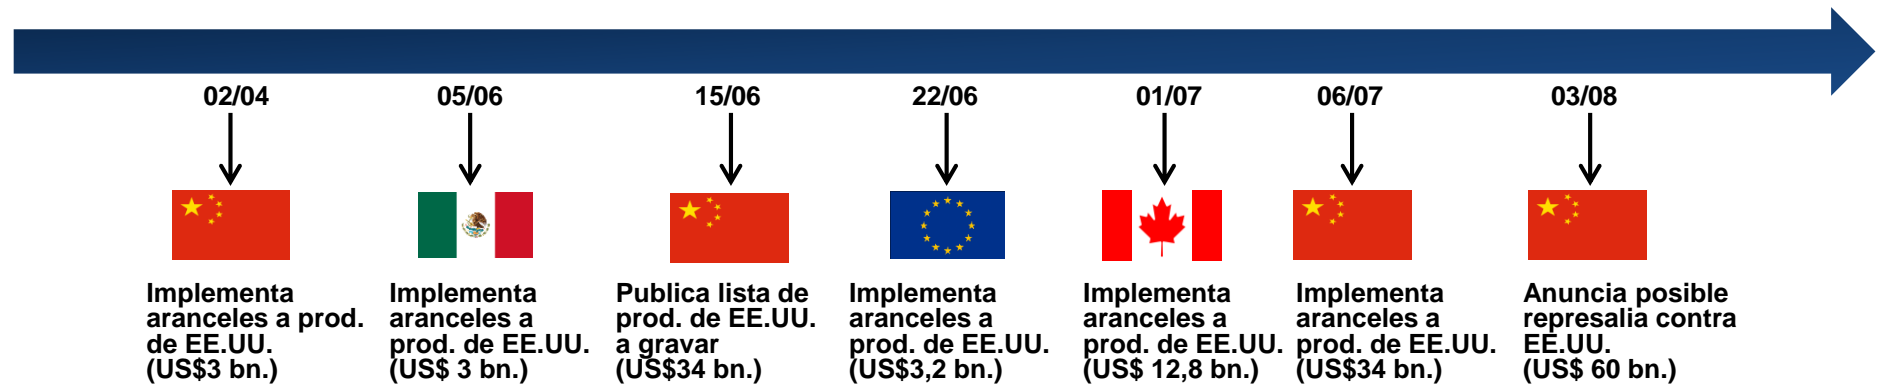 02/04
05/06
15/06
22/06
01/07
06/07
03/08
Implementa
aranceles a prod.
de EE.UU.
(US$3 bn.)
Implementa
aranceles a
prod. de EE.UU.
(US$ 3 bn.)
Publica lista de
prod. de EE.UU.
a gravar
(US$34 bn.)
Implementa
aranceles a
prod. de EE.UU.
(US$3,2 bn.)
Implementa
aranceles a
prod. de EE.UU.
(US$ 12,8 bn.)
Implementa
aranceles a
prod. de EE.UU.
(US$34 bn.)
Anuncia posible
represalia contra
EE.UU.
(US$ 60 bn.)